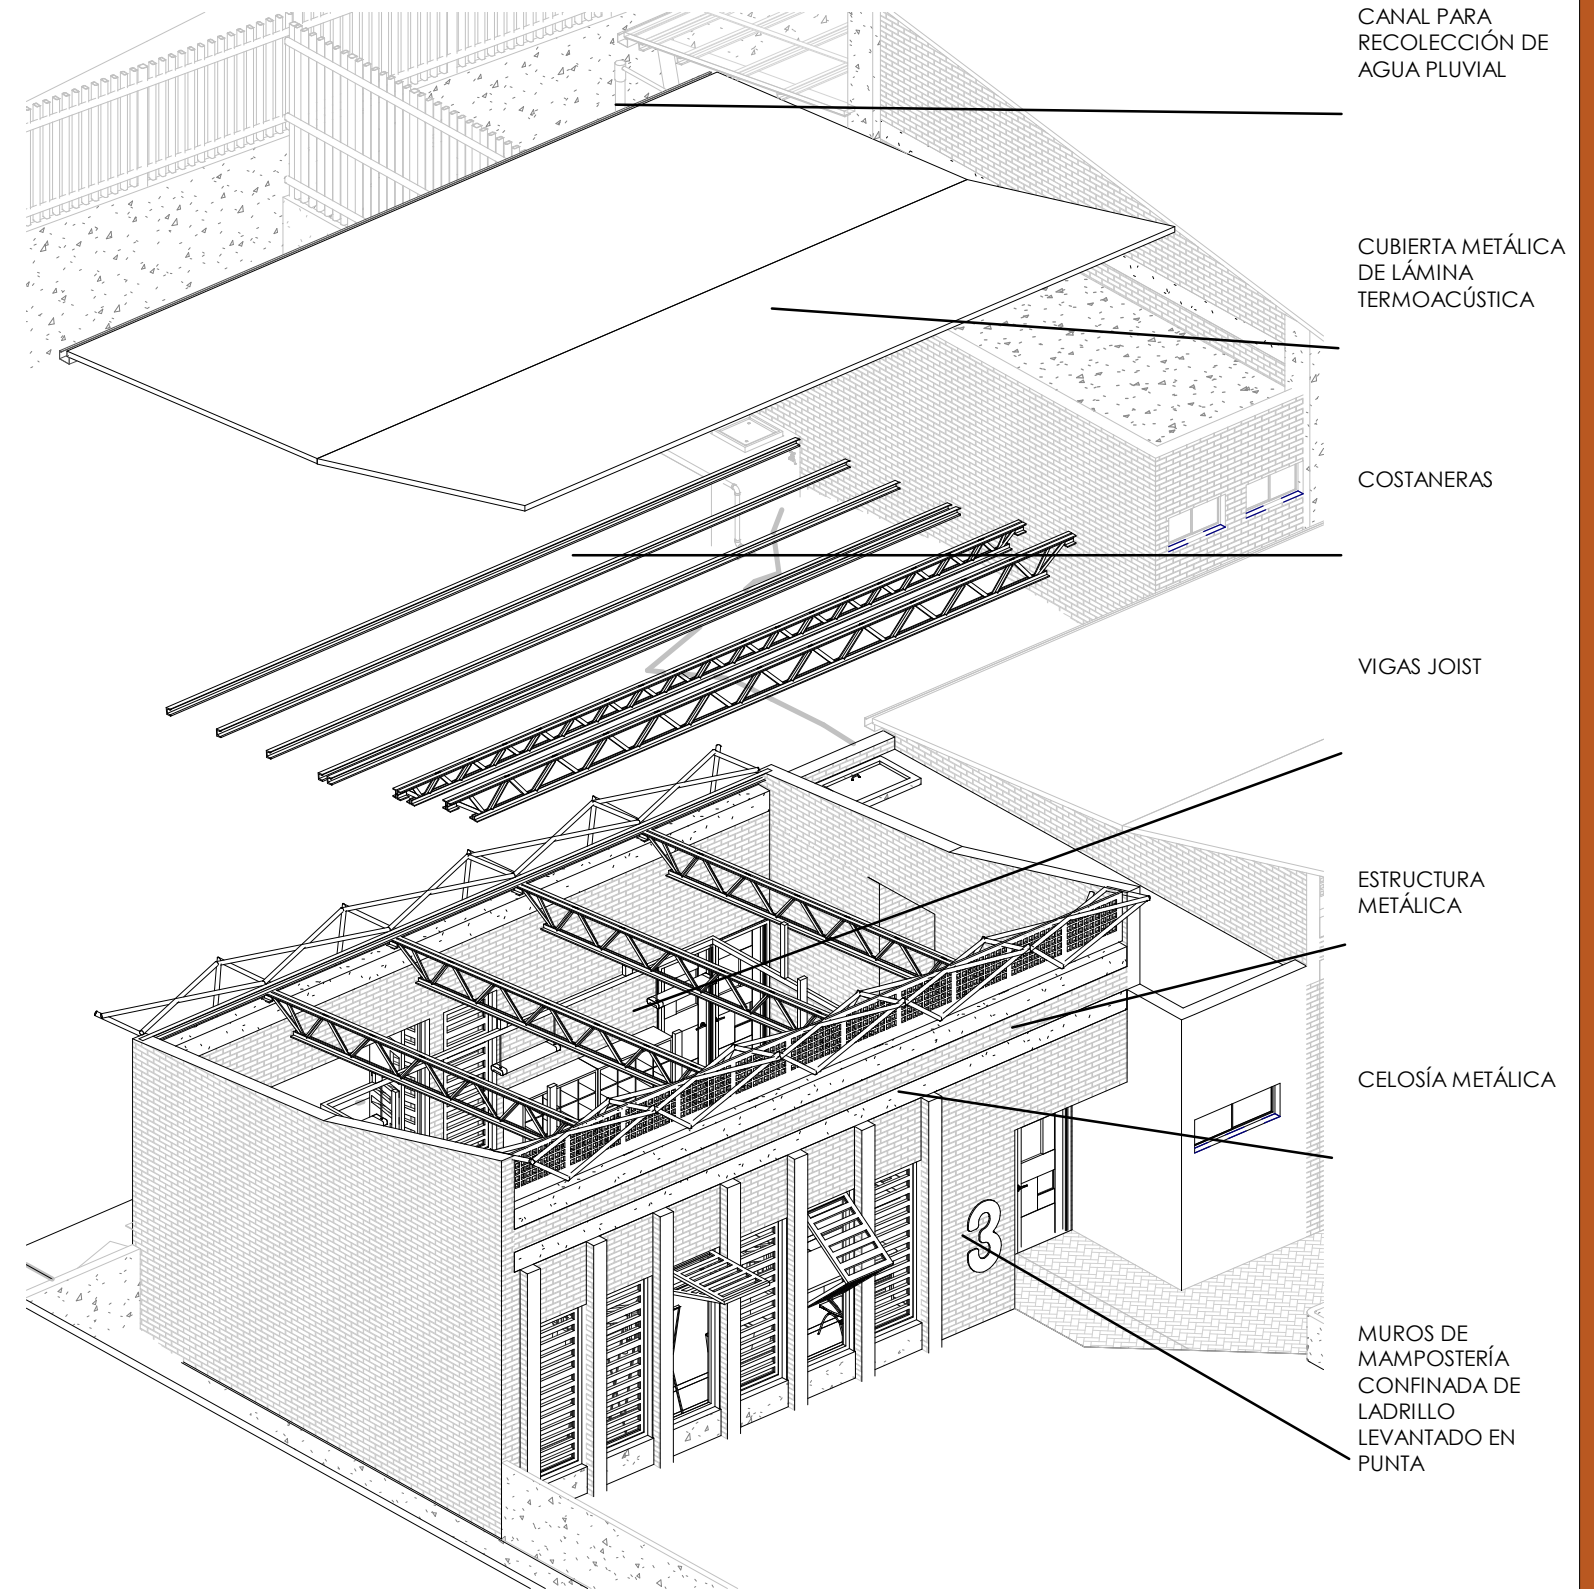 CANAL PARA
RECOLECCIÓN DE
AGUA PLUVIAL
CUBIERTA METÁLICA
DE LÁMINA
TERMOACÚSTICA
COSTANERAS
VIGAS JOIST
ESTRUCTURA
METÁLICA
CELOSÍA METÁLICA
3
MUROS DE
MAMPOSTERÍA
CONFINADA DE
LADRILLO
LEVANTADO EN
PUNTA